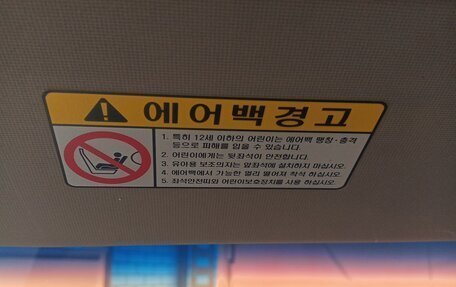 에어백경고
1. 특히 12세 이하의 어린이는 에어백 팽창·충격
등으로 피해를 입을 수 있습니다.
2. 어린이에게는 뒷좌석이 안전합니다.
3. 유아용 보조의자는 앞좌석에 설치하지 마십시오.
4. 에어백에서 가능한 멀리 떨어져 착석 하십시오.
5. 좌석안전띠와 어린이보호장치를 사용 하십시오.